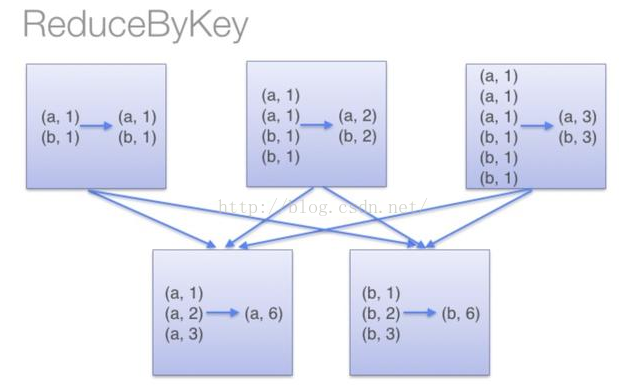 ReduceByKey
(a, 1) (a, 1)
(b, 1) (b, 1)
(a, 1)
(a, 1) (a, 2)
(b, 1) (b, 2)
(b, 1)
(a, 1)
(a, 1)
(a, 1) (a, 3)
(b, 1) (b, 3)
(b, 1)
(b, 1)
http://blog.csdn.net/
(a, 1)
(a, 2) (a, 6)
(a, 3)
(b, 1)
(b, 2) (b, 6)
(b, 3)